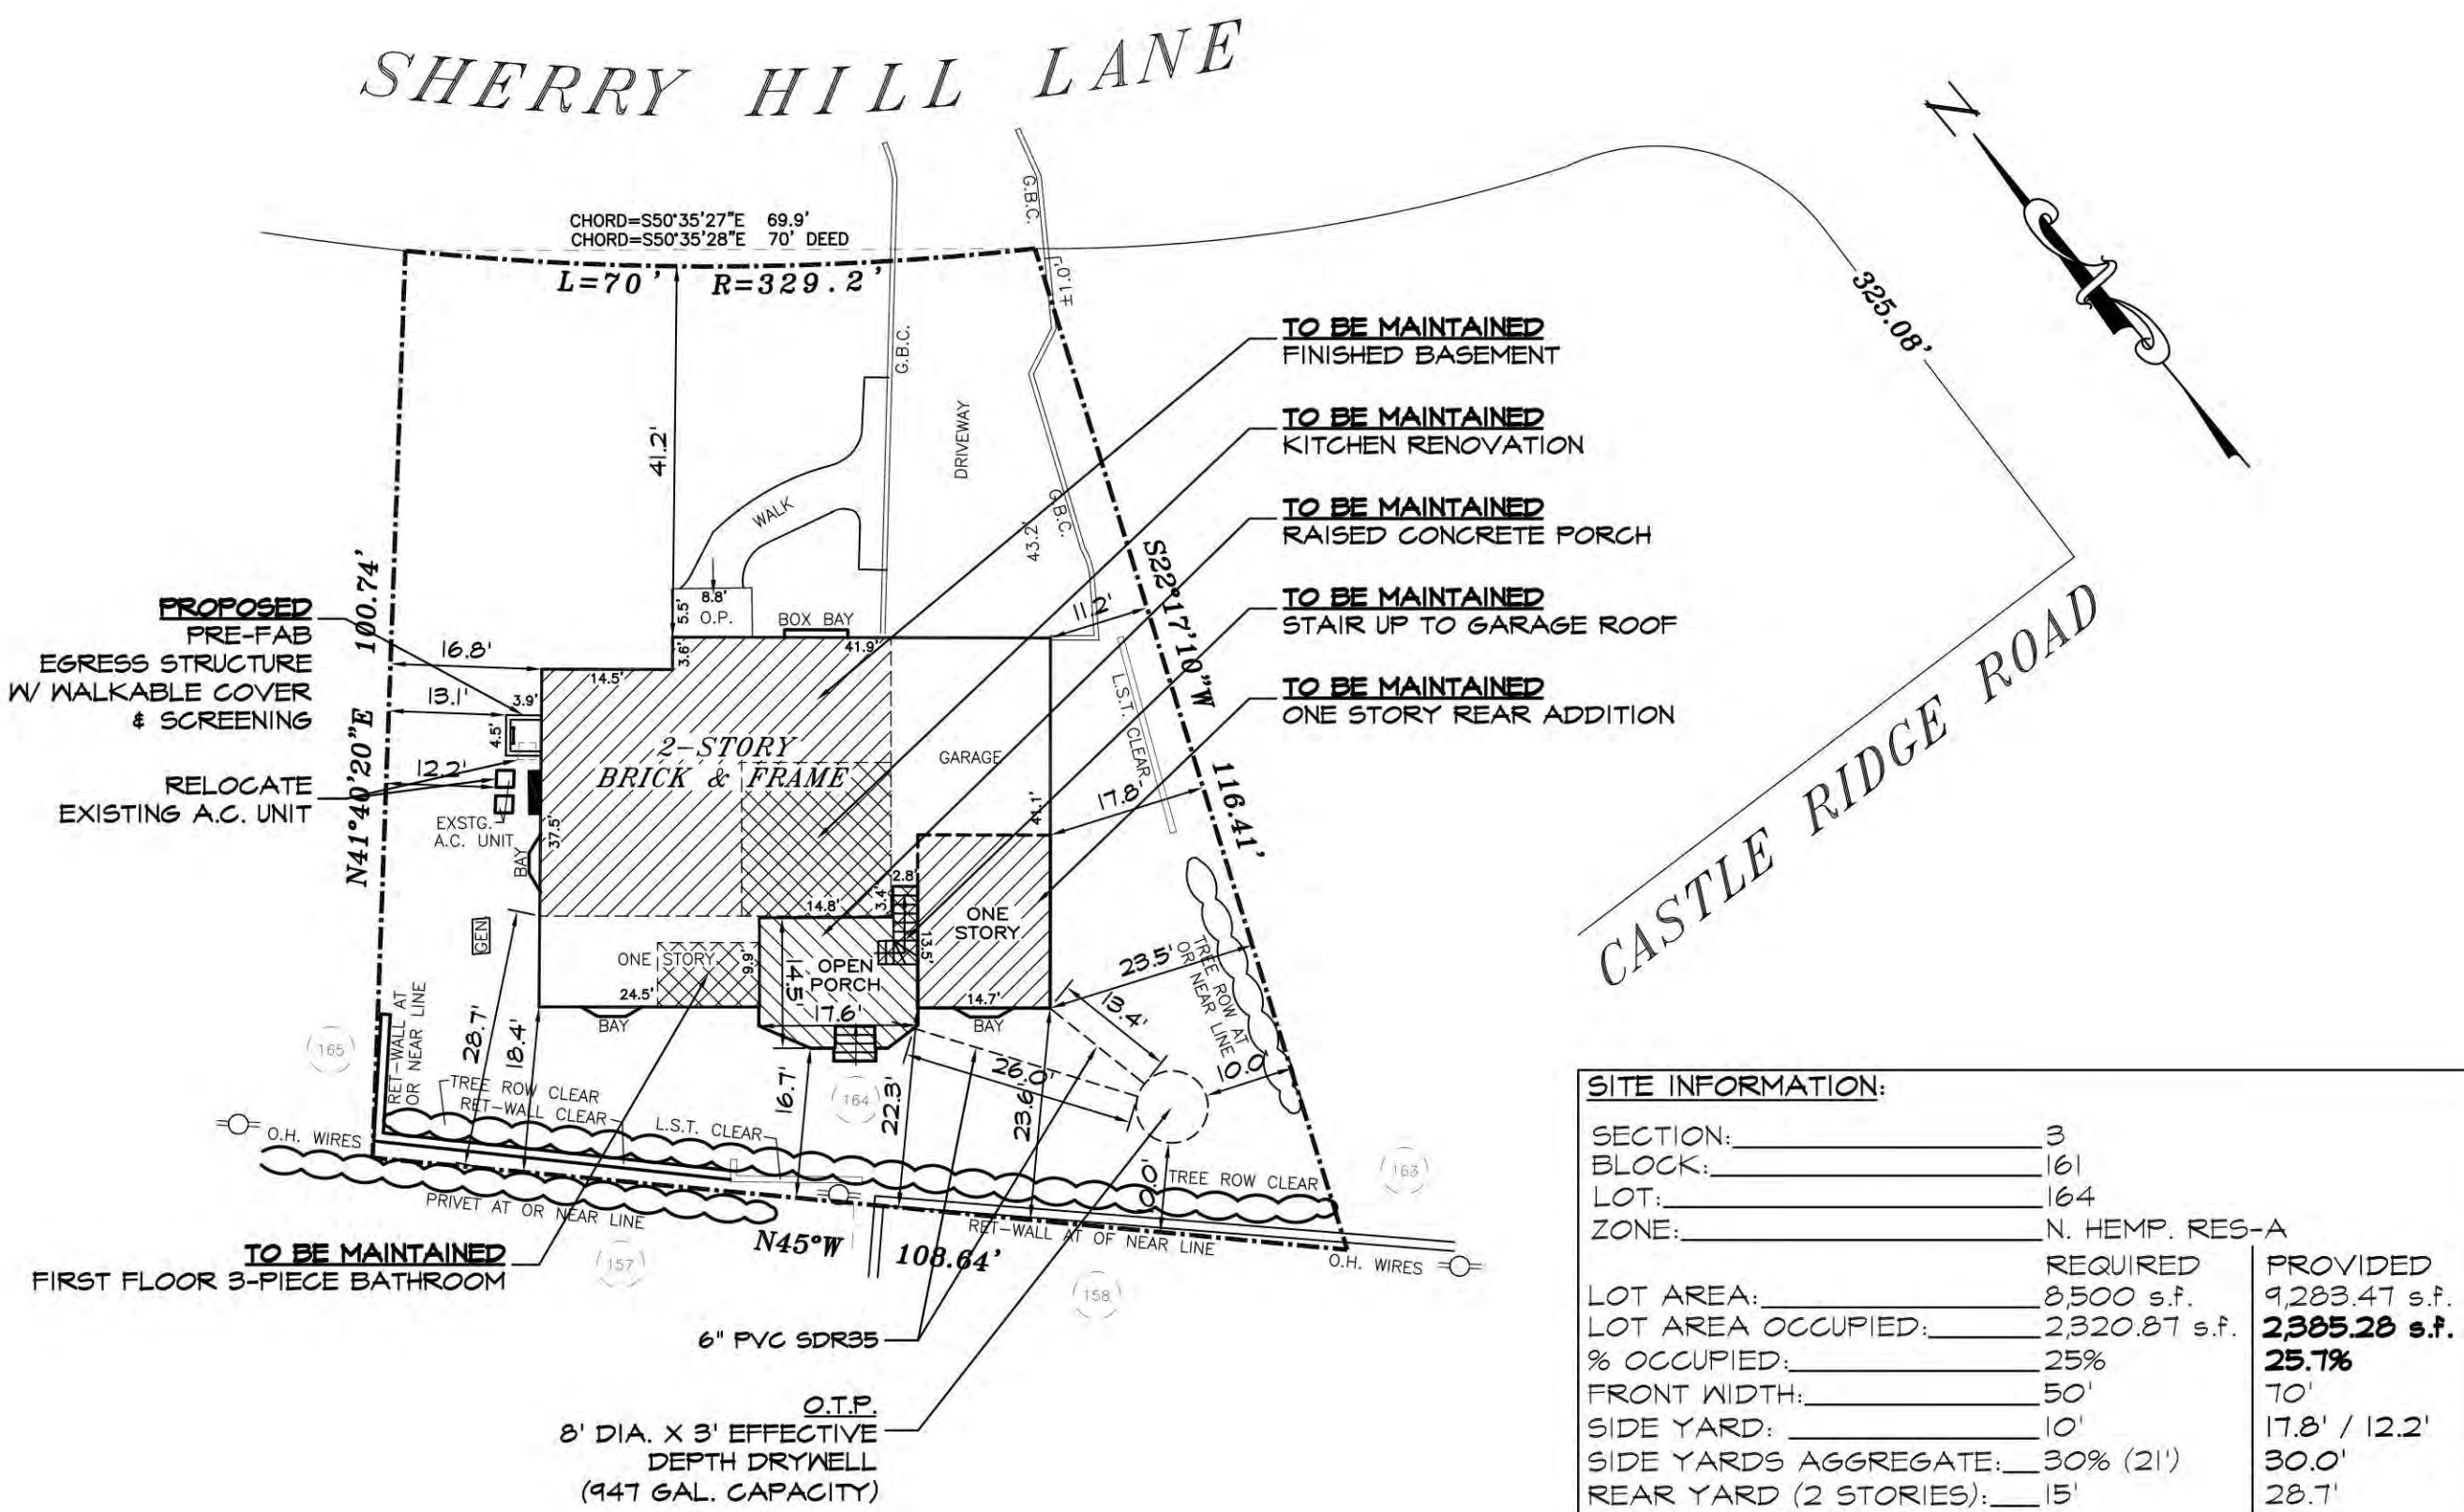 SHERRY HILL LANE
N
CHORD=S50°35'27"E 69.9'
CHORD=S50°35'28"E 70' DEED
L=70' R=329.2'
G.B.C.
G.B.C.
G.B.C.
1.0'±
325.08'
41.2'
DRIVEWAY
WALK
43.2'
S22°17'10"W 116.41'
N41°40'20"E 100.74'
TO BE MAINTAINED
FINISHED BASEMENT
TO BE MAINTAINED
KITCHEN RENOVATION
TO BE MAINTAINED
RAISED CONCRETE PORCH
TO BE MAINTAINED
STAIR UP TO GARAGE ROOF
TO BE MAINTAINED
ONE STORY REAR ADDITION
CASTLE RIDGE ROAD
PROPOSED
PRE-FAB
EGRESS STRUCTURE
W/ WALKABLE COVER
& SCREENING
RELOCATE
EXISTING A.C. UNIT
5.5'
8.8'
O.P.
BOX BAY
11.2'
16.8'
14.5'
3.6'
41.9'
13.1'
3.9'
4.5'
12.2'
2-STORY
BRICK & FRAME
GARAGE
L.S.T. CLEAR
17.8'
41.1'
EXSTG.
A.C. UNIT
37.5'
BAY
2.8'
3.4'
14.8'
ONE
STORY
13.5'
GEN
ONE STORY
9.9'
14.5'
OPEN
PORCH
24.5'
17.6'
14.7'
BAY
BAY
23.5'
TREE ROW AT
OR NEAR LINE
13.4'
10.0'
RET-WALL AT
OR NEAR LINE
165
28.7'
18.4'
16.7'
164
22.3'
26.0'
23.6'
10.0'
TREE ROW CLEAR
RET-WALL CLEAR
L.S.T. CLEAR
TREE ROW CLEAR
163
O.H. WIRES
PRIVET AT OR NEAR LINE
N45°W 108.64'
RET-WALL AT OF NEAR LINE
O.H. WIRES
157
158
TO BE MAINTAINED
FIRST FLOOR 3-PIECE BATHROOM
6" PVC SDR35
O.T.P.
8' DIA. X 3' EFFECTIVE
DEPTH DRYWELL
(947 GAL. CAPACITY)
SITE INFORMATION:
SECTION: 3
BLOCK: 161
LOT: 164
ZONE: N. HEMP. RES-A
REQUIRED PROVIDED
LOT AREA: 8,500 s.f. 9,283.47 s.f.
LOT AREA OCCUPIED: 2,320.87 s.f. 2,385.28 s.f.
% OCCUPIED: 25% 25.7%
FRONT WIDTH: 50' 70'
SIDE YARD: 10' 17.8' / 12.2'
SIDE YARDS AGGREGATE: 30% (21') 30.0'
REAR YARD (2 STORIES): 15' 28.7'